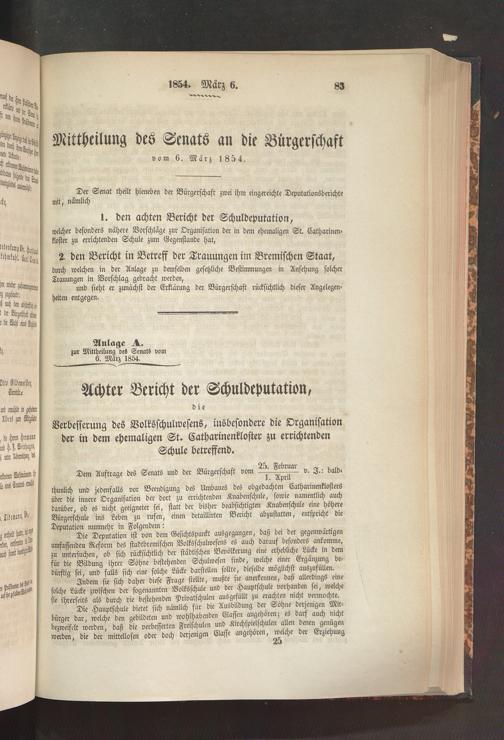 1854. März 6. 83
Mittheilung des Senats an die Bürgerschaft
vom 6. März 1854.
Der Senat theilt hieneben der Bürgerschaft zwei ihm eingereichte Deputationsberichte
mit, nämlich
1. den achten Bericht der Schuldeputation,
welcher besonders nähere Vorschläge zur Organisation der in dem ehemaligen St. Catharinen-
kloster zu errichtenden Schule zum Gegenstande hat,
2. den Bericht in Betreff der Trauungen im Bremischen Staat,
durch welchen in der Anlage zu demselben gesetzliche Bestimmungen in Ansehung solcher
Trauungen in Vorschlag gebracht werden,
und sieht er zunächst der Erklärung der Bürgerschaft rücksichtlich dieser Angelegen-
heiten entgegen.
Anlage A.
zur Mittheilung des Senats vom
6. März 1854.
Achter Bericht der Schuldeputation,
die
Verbesserung des Volksschulwesens, insbesondere die Organisation
der in dem ehemaligen St. Catharinenkloster zu errichtenden
Schule betreffend.
Dem Auftrage des Senats und der Bürgerschaft vom 25. Februar / 1. April v. J.: bald-
thunlich und jedenfalls vor Beendigung des Umbaues des obgedachten Catharinenklosters
über die innere Organisation der dort zu errichtenden Knabenschule, sowie namentlich auch
darüber, ob es nicht geeignet sei, statt der bisher beabsichtigten Knabenschule eine höhere
Bürgerschule ins Leben zu rufen, einen detaillirten Bericht abzustatten, entspricht die
Deputation nunmehr in Folgendem:
Die Deputation ist von dem Gesichtspunkt ausgegangen, daß bei der gegenwärtigen
umfassenden Reform des stadtbremischen Volksschulwesens es auch darauf besonders ankomme,
zu untersuchen, ob sich rücksichtlich der städtischen Bevölkerung eine erhebliche Lücke in dem
für die Bildung ihrer Söhne bestehenden Schulwesen finde, welche einer Ergänzung be-
dürftig sei, und falls sich eine solche Lücke darstellen sollte, dieselbe möglichst auszufüllen.
Indem sie sich daher diese Frage stellte, mußte sie anerkennen, daß allerdings eine
solche Lücke zwischen der sogenannten Volksschule und der Hauptschule vorhanden sei, welche
sie ihrerseits als durch die bestehenden Privatschulen ausgefüllt zu erachten nicht vermochte.
Die Hauptschule bietet sich nämlich für die Ausbildung der Söhne derjenigen Mit-
bürger dar, welche den gebildeten und wohlhabenden Classen angehören; es darf auch nicht
bezweifelt werden, daß die verbesserten Freischulen und Kirchspielschulen allen denen genügen
werden, die der mittellosen oder doch derjenigen Classe angehören, welche der Erziehung
25